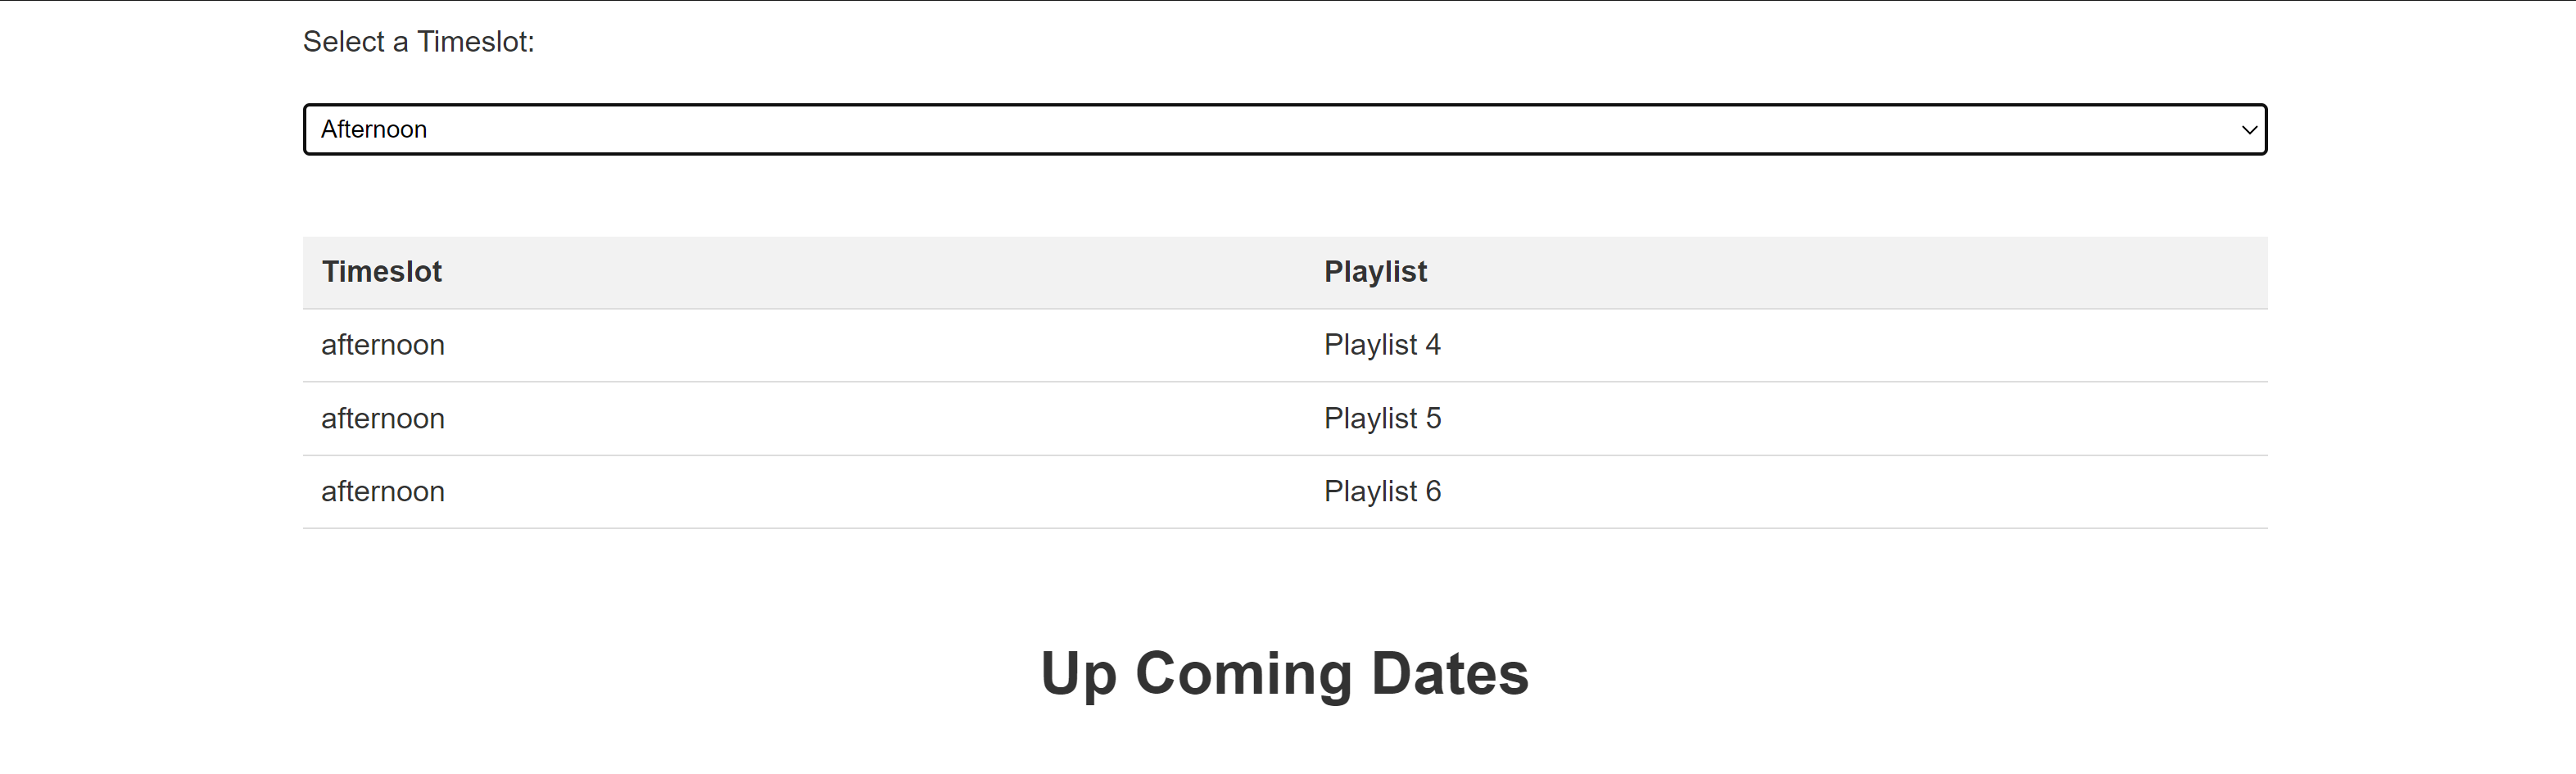 Select a Timeslot:
Afternoon
Timeslot Playlist
afternoon Playlist 4
afternoon Playlist 5
afternoon Playlist 6
Up Coming Dates